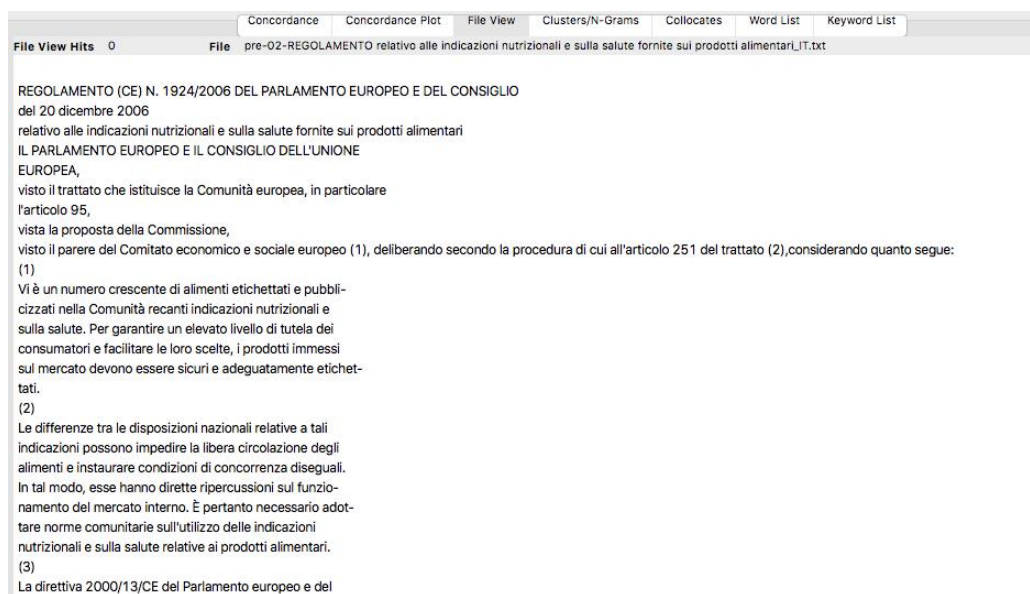 Concordance Concordance Plot File View Clusters/N-Grams Collocates Word List Keyword List
File View Hits 0 File pre-02-REGOLAMENTO relativo alle indicazioni nutrizionali e sulla salute fornite sui prodotti alimentari_IT.txt
REGOLAMENTO (CE) N. 1924/2006 DEL PARLAMENTO EUROPEO E DEL CONSIGLIO
del 20 dicembre 2006
relativo alle indicazioni nutrizionali e sulla salute fornite sui prodotti alimentari
IL PARLAMENTO EUROPEO E IL CONSIGLIO DELL'UNIONE
EUROPEA,
visto il trattato che istituisce la Comunità europea, in particolare
l'articolo 95,
vista la proposta della Commissione,
visto il parere del Comitato economico e sociale europeo (1), deliberando secondo la procedura di cui all'articolo 251 del trattato (2),considerando quanto segue:
(1)
Vi è un numero crescente di alimenti etichettati e pubbli-
cizzati nella Comunità recanti indicazioni nutrizionali e
sulla salute. Per garantire un elevato livello di tutela dei
consumatori e facilitare le loro scelte, i prodotti immessi
sul mercato devono essere sicuri e adeguatamente etichet-
tati.
(2)
Le differenze tra le disposizioni nazionali relative a tali
indicazioni possono impedire la libera circolazione degli
alimenti e instaurare condizioni di concorrenza diseguali.
In tal modo, esse hanno dirette ripercussioni sul funzio-
namento del mercato interno. È pertanto necessario adot-
tare norme comunitarie sull'utilizzo delle indicazioni
nutrizionali e sulla salute relative ai prodotti alimentari.
(3)
La direttiva 2000/13/CE del Parlamento europeo e del